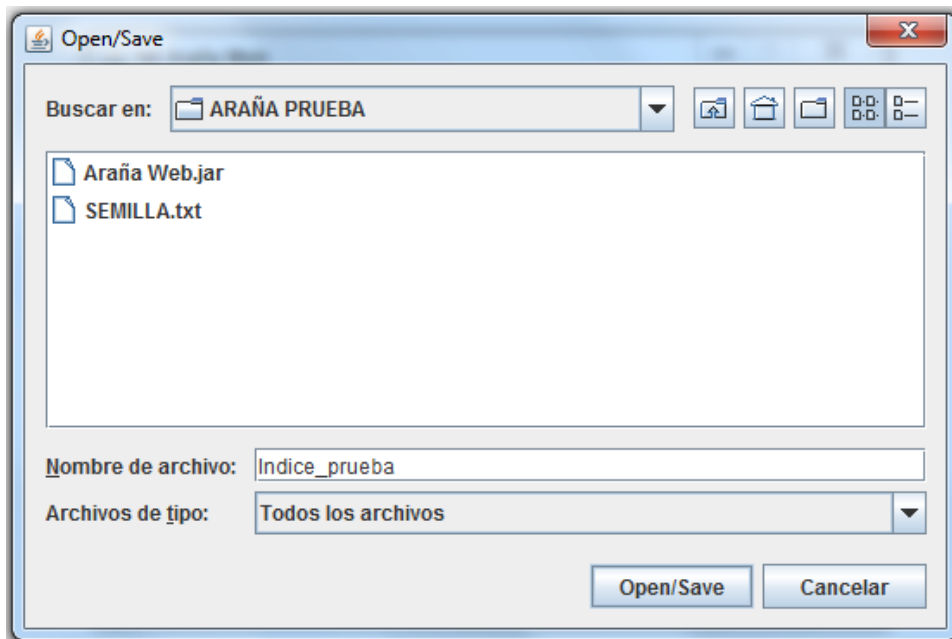 Open/Save
Buscar en: ARAÑA PRUEBA
Araña Web.jar
SEMILLA.txt
Nombre de archivo: Indice_prueba
Archivos de tipo: Todos los archivos
Open/Save Cancelar